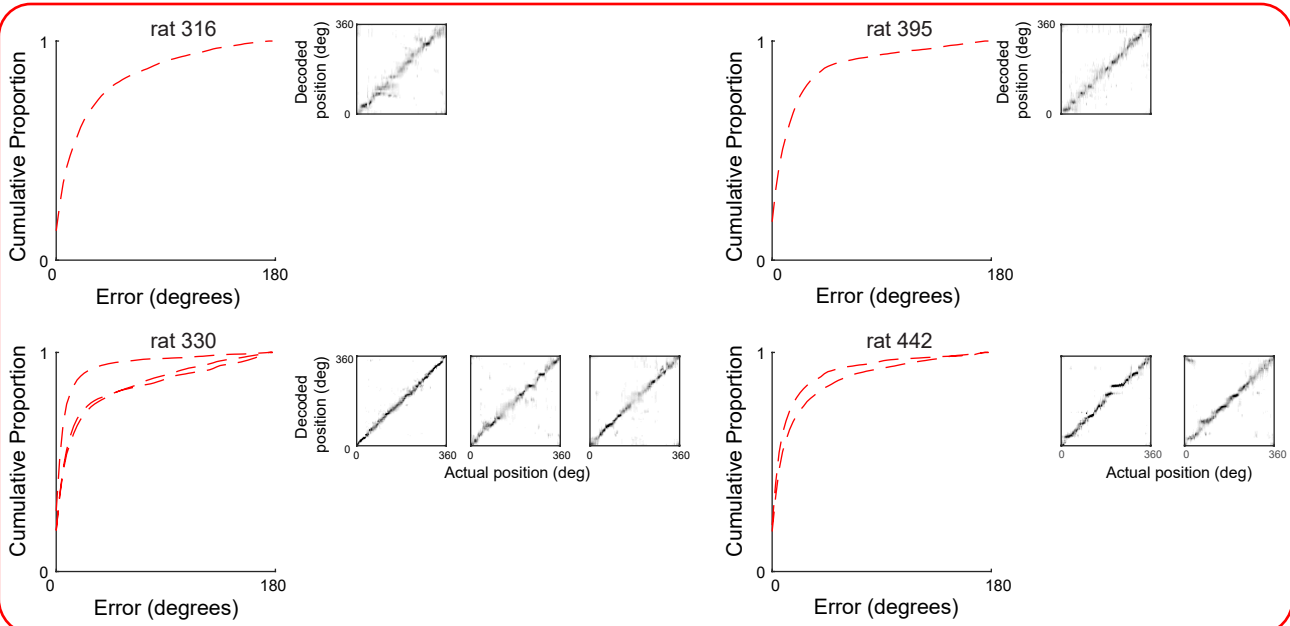 rat 316
1
Cumulative Proportion
0
0
180
Error (degrees)
360
Decoded
position (deg)
0
rat 395
1
Cumulative Proportion
0
0
180
Error (degrees)
360
Decoded
position (deg)
0
rat 330
1
Cumulative Proportion
0
0
180
Error (degrees)
360
Decoded
position (deg)
0
0
360
0
360
0
360
Actual position (deg)
rat 442
1
Cumulative Proportion
0
0
180
Error (degrees)
0
360
0
360
Actual position (deg)